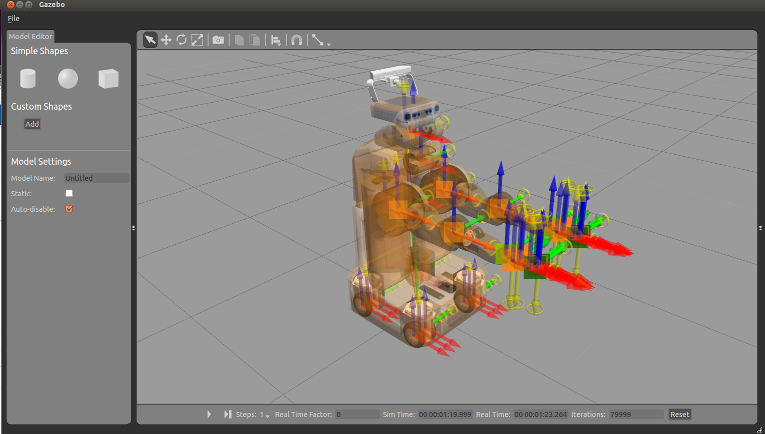 Gazebo
File
Model Editor
Simple Shapes
Custom Shapes
Add
Model Settings
Model Name: Untitled
Static:
Auto-disable:
Steps: 1 Real Time Factor: 0 Sim Time: 00 00:01:19.999 Real Time: 00 00:01:23.264 Iterations: 79999 Reset